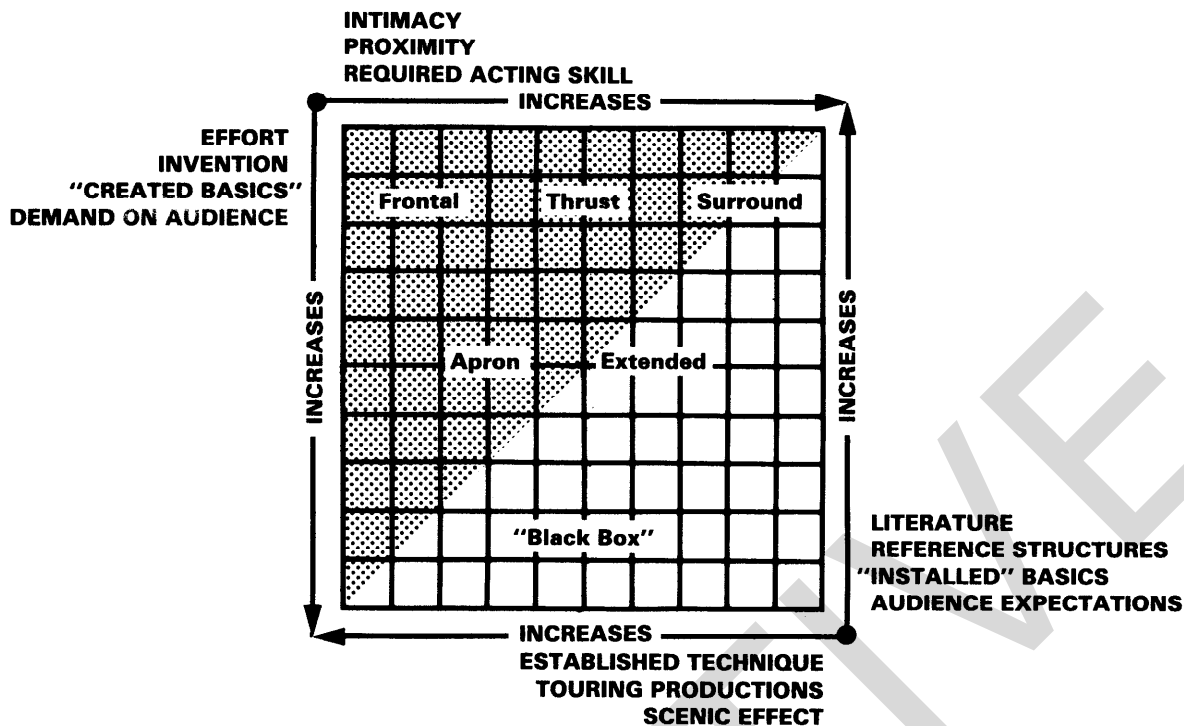 INTIMACY
PROXIMITY
REQUIRED ACTING SKILL
INCREASES
EFFORT
INVENTION
"CREATED BASICS"
DEMAND ON AUDIENCE
Frontal Thrust Surround
INCREASES
INCREASES
Apron Extended
"Black Box"
LITERATURE
REFERENCE STRUCTURES
"INSTALLED" BASICS
AUDIENCE EXPECTATIONS
INCREASES
ESTABLISHED TECHNIQUE
TOURING PRODUCTIONS
SCENIC EFFECT
TIVE